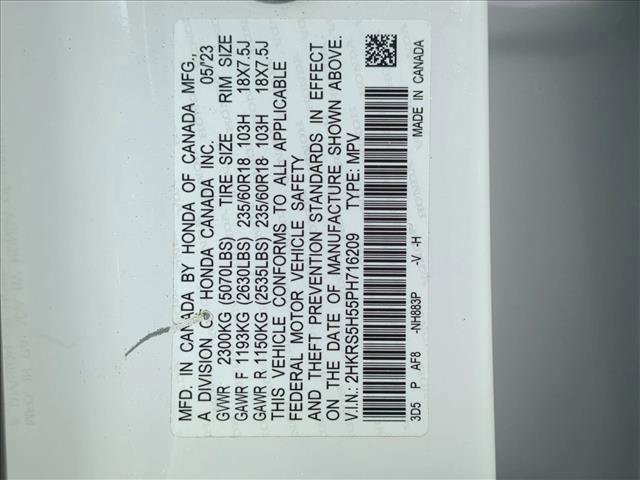 MFD. IN CANADA BY HONDA OF CANADA MFG.,
A DIVISION OF HONDA CANADA INC. 05/'23
GVWR 2300KG (5070LBS) TIRE SIZE RIM SIZE
GAWR F 1193KG (2630LBS) 235/60R18 103H 18X7.5J
GAWR R 1150KG (2535LBS) 235/60R18 103H 18X7.5J
THIS VEHICLE CONFORMS TO ALL APPLICABLE
FEDERAL MOTOR VEHICLE SAFETY
AND THEFT PREVENTION STANDARDS IN EFFECT
ON THE DATE OF MANUFACTURE SHOWN ABOVE.
V.I.N.: 2HKRS5H55PH716209 TYPE: MPV
3D5 P AF8 -NH883P -V -H MADE IN CANADA